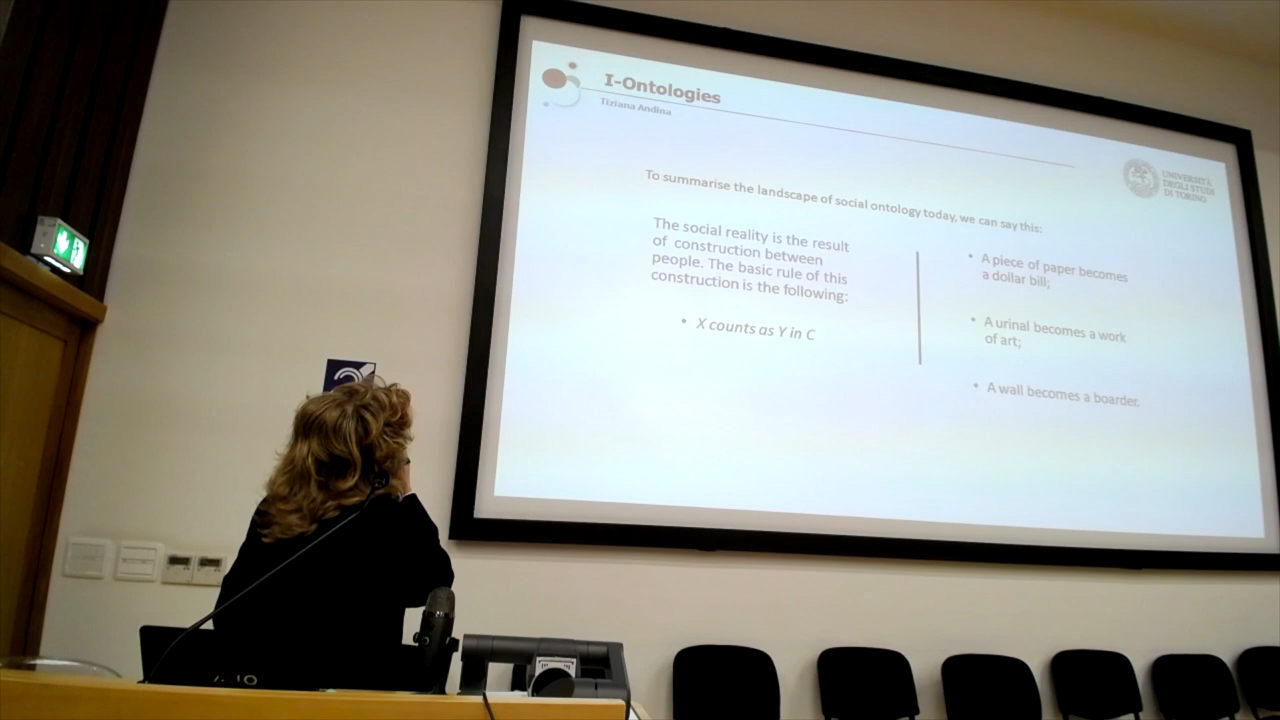 I-Ontologies
Tiziana Andina
UNIVERSITÀ
DEGLI STUDI
DI TORINO
To summarise the landscape of social ontology today, we can say this:
The social reality is the result
of construction between
people. The basic rule of this
construction is the following:
• X counts as Y in C
• A piece of paper becomes
a dollar bill;
• A urinal becomes a work
of art;
• A wall becomes a boarder.